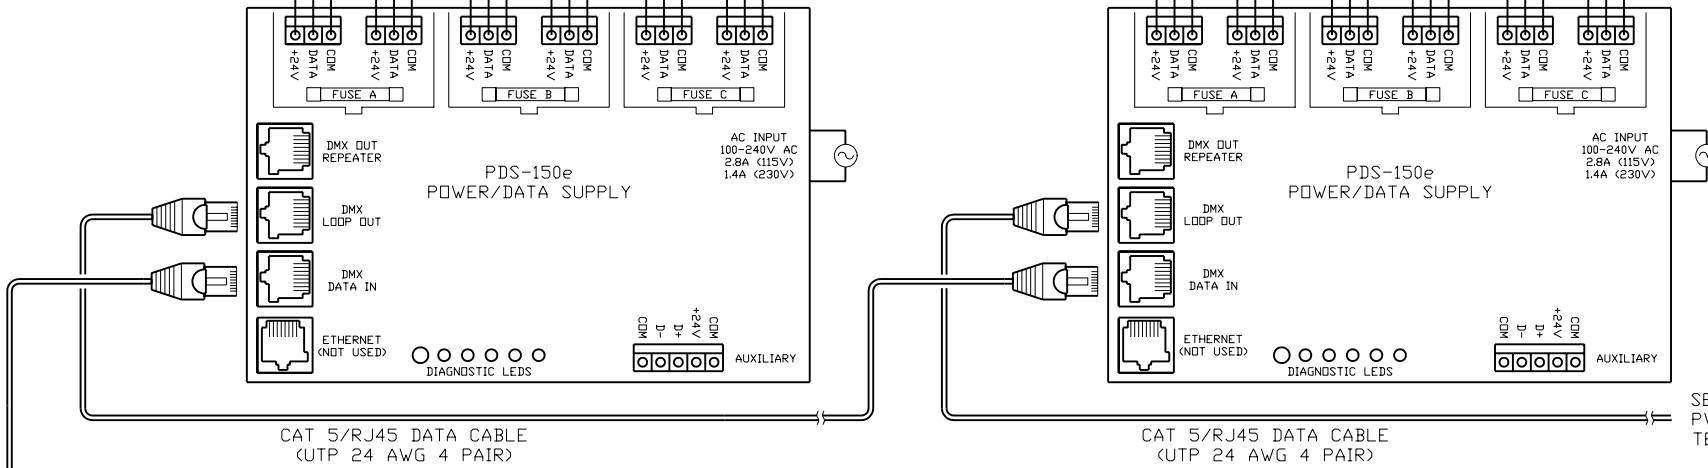 +24V DATA COM +24V DATA COM +24V DATA COM +24V DATA COM +24V DATA COM +24V DATA COM
FUSE A FUSE B FUSE C
DMX OUT
REPEATER
AC INPUT
100-240V AC
2.8A (115V)
1.4A (230V)
PDS-150e
POWER/DATA SUPPLY
DMX
LOOP OUT
DMX
DATA IN
ETHERNET
(NOT USED)
DIAGNOSTIC LEDS
COM D- D+ +24V COM
AUXILIARY
CAT 5/RJ45 DATA CABLE
(UTP 24 AWG 4 PAIR)
+24V DATA COM +24V DATA COM +24V DATA COM +24V DATA COM +24V DATA COM +24V DATA COM
FUSE A FUSE B FUSE C
DMX OUT
REPEATER
AC INPUT
100-240V AC
2.8A (115V)
1.4A (230V)
PDS-150e
POWER/DATA SUPPLY
DMX
LOOP OUT
DMX
DATA IN
ETHERNET
(NOT USED)
DIAGNOSTIC LEDS
COM D- D+ +24V COM
AUXILIARY
CAT 5/RJ45 DATA CABLE
(UTP 24 AWG 4 PAIR)